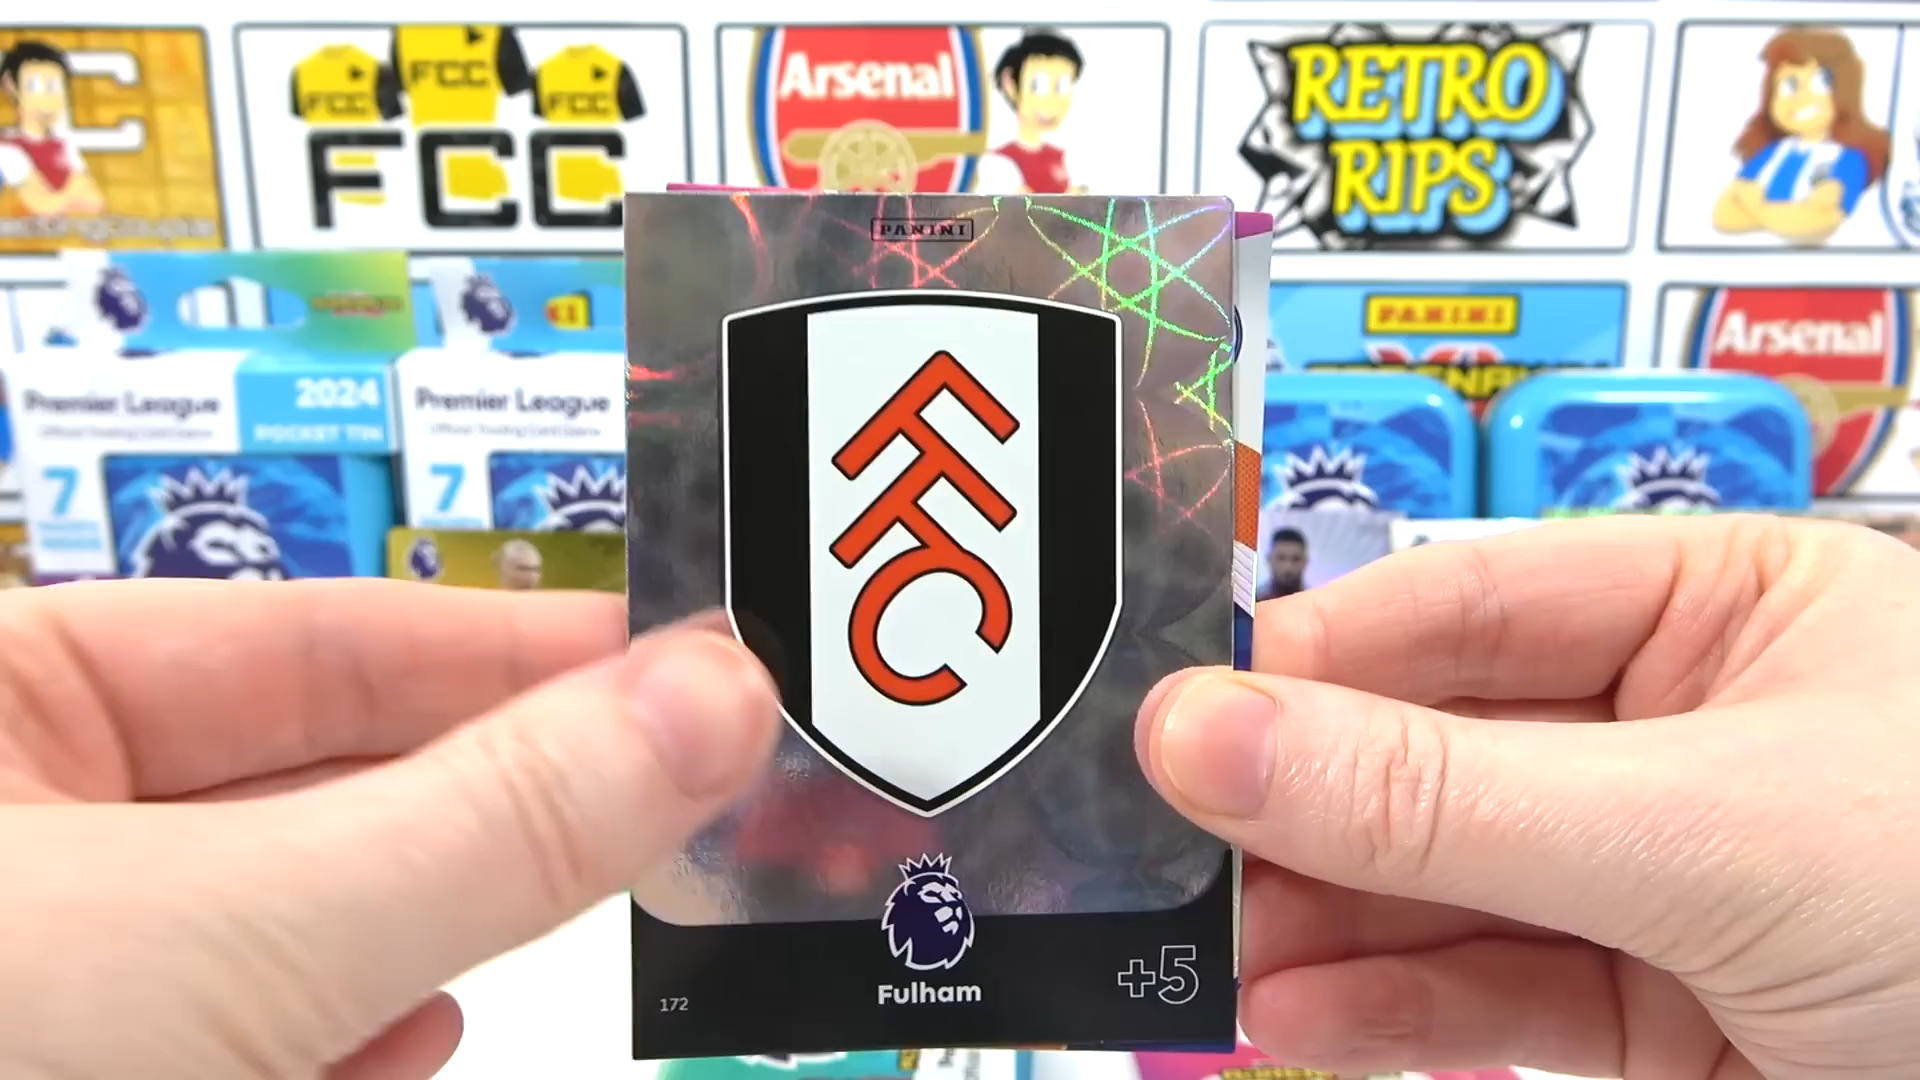 FCC
FCC
FCC
FCC
Arsenal
RETRO
RIPS
PANINI
FFC
Fulham
172
+5
Premier League
2024
POCKET TIN
7
Premier League
7
PANINI
Arsenal